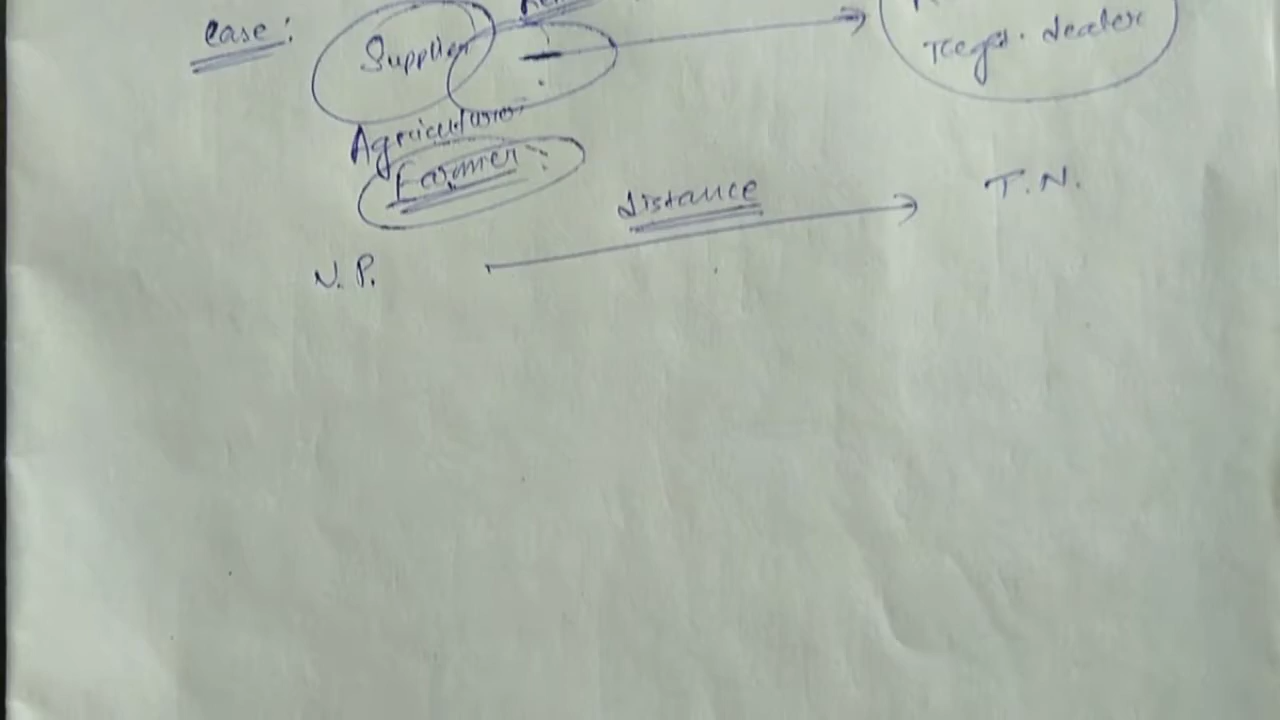 Case:
Supplier
Regd. dealer
Agriculturist
Farmer
distance
T.N.
N.P.